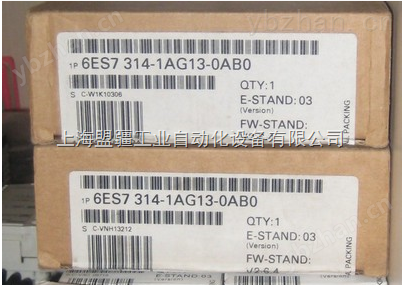 1P 6ES7 314-1AG13-0AB0
S C-W1K10306
QTY:1
E-STAND: 03
(Version)
FW-STAND:
上海盟疆工业自动化设备有限公司
1P 6ES7 314-1AG13-0AB0
S C-VNH13212
QTY:1
E-STAND: 03
(Version)
FW-STAND:
(Version)